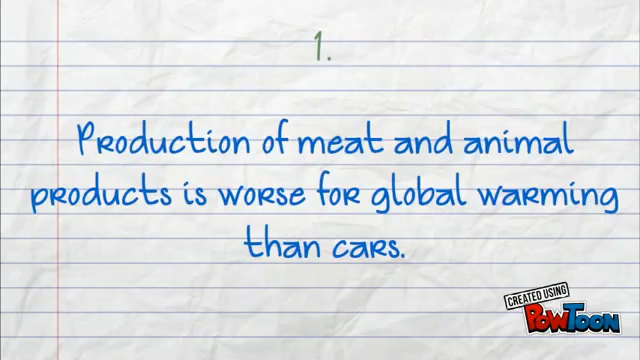 1.
Production of meat and animal
products is worse for global warming
than cars.
CREATED USING
POWTOON